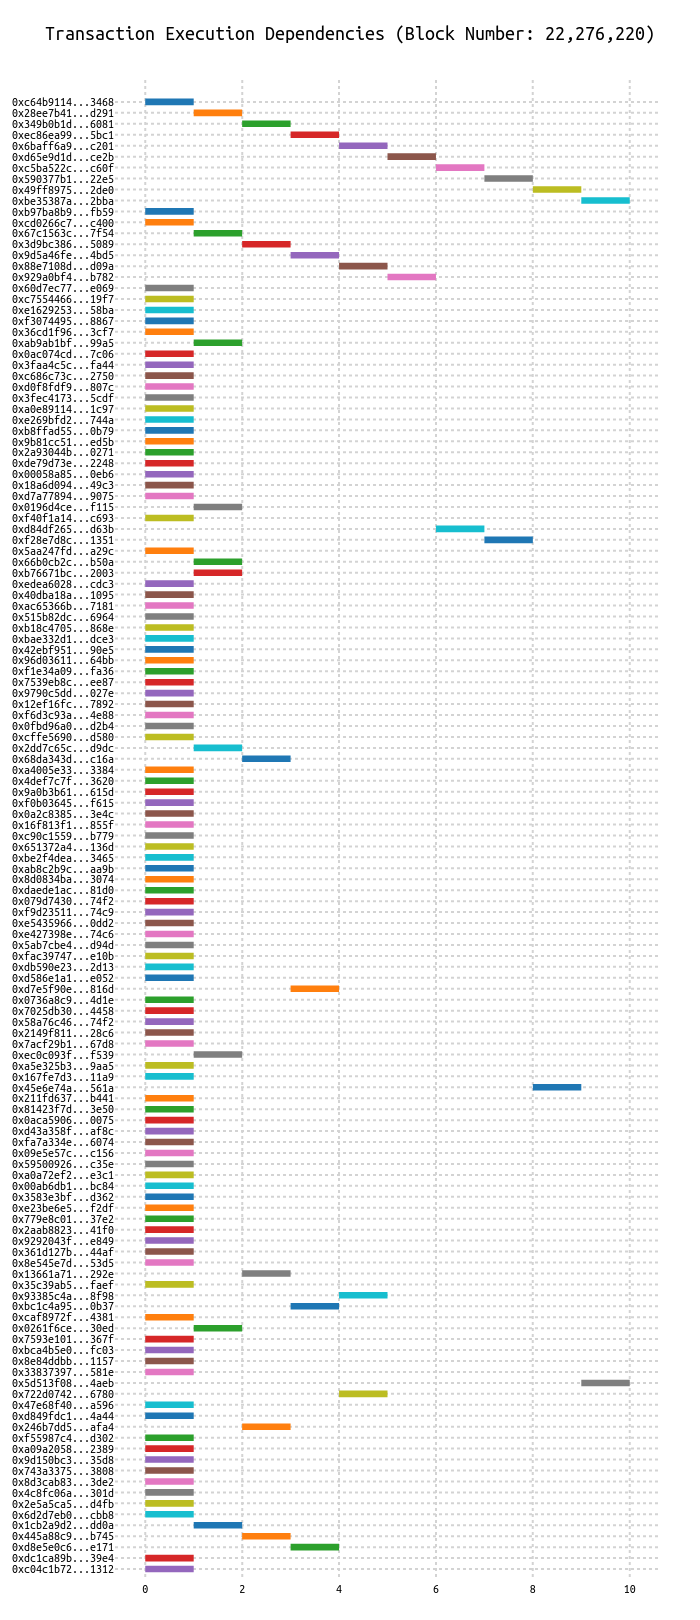 Transaction Execution Dependencies (Block Number: 22,276,220)
0xc64b9114...3468
0x28ee7b41...d291
0x349b0b1d...6081
0xec86ea99...5bc1
0x6baff6a9...c201
0xd65e9d1d...ce2b
0xc5ba522c...c60f
0x590377b1...22e5
0x49ff8975...2de0
0xbe35387a...2bba
0xb97ba8b9...fb59
0xcd0266c7...c400
0x67c1563c...7f54
0x3d9bc386...5089
0x9d5a46fe...4bd5
0x88e7108d...d09a
0x929a0bf4...b782
0x60d7ec77...e069
0xc7554466...19f7
0xe1629253...58ba
0xf3074495...8867
0x36cd1f96...3cf7
0xab9ab1bf...99a5
0x0ac074cd...7c06
0x3faa4c5c...fa44
0xc686c73c...2750
0xd0f8fdf9...807c
0x3fec4173...5cdf
0xa0e89114...1c97
0xe269bfd2...744a
0xb8ffad55...0b79
0x9b81cc51...ed5b
0x2a93044b...0271
0xde79d73e...2248
0x00058a85...0eb6
0x18a6d094...49c3
0xd7a77894...9075
0x0196d4ce...f115
0xf40f1a14...c693
0xd84df265...d63b
0xf28e7d8c...1351
0x5aa247fd...a29c
0x66b0cb2c...b50a
0xb76671bc...2003
0xedea6028...cdc3
0x40dba18a...1095
0xac65366b...7181
0x515b82dc...6964
0xb18c4705...868e
0xbae332d1...dce3
0x42ebf951...90e5
0x96d03611...64bb
0xf1e34a09...fa36
0x7539eb8c...ee87
0x9790c5dd...027e
0x12ef16fc...7892
0xf6d3c93a...4e88
0x0fbd96a0...d2b4
0xcffe5690...d580
0x2dd7c65c...d9dc
0x68da343d...c16a
0xa4005e33...3384
0x4def7c7f...3620
0x9a0b3b61...615d
0xf0b03645...f615
0x0a2c8385...3e4c
0x16f813f1...855f
0xc90c1559...b779
0x651372a4...136d
0xbe2f4dea...3465
0xab8c2b9c...aa9b
0x8d0834ba...3074
0xdaede1ac...81d0
0x079d7430...74f2
0xf9d23511...74c9
0xe5435966...0dd2
0xe427398e...74c6
0x5ab7cbe4...d94d
0xfac39747...e10b
0xdb590e23...2d13
0xd586e1a1...e052
0xd7e5f90e...816d
0x0736a8c9...4d1e
0x7025db30...4458
0x58a76c46...74f2
0x2149f811...28c6
0x7acf29b1...67d8
0xec0c093f...f539
0xa5e325b3...9aa5
0x167fe7d3...11a9
0x45e6e74a...561a
0x211fd637...b441
0x81423f7d...3e50
0x0aca5906...0075
0xd43a358f...af8c
0xfa7a334e...6074
0x09e5e57c...c156
0x59500926...c35e
0xa0a72ef2...e3c1
0x00ab6db1...bc84
0x3583e3bf...d362
0xe23be6e5...f2df
0x779e8c01...37e2
0x2aab8823...41f0
0x9292043f...e849
0x361d127b...44af
0x8e545e7d...53d5
0x13661a71...292e
0x35c39ab5...faef
0x93385c4a...8f98
0xbc1c4a95...0b37
0xcaf8972f...4381
0x0261f6ce...30ed
0x7593e101...367f
0xbca4b5e0...fc03
0x8e84ddbb...1157
0x33837397...581e
0x5d513f08...4aeb
0x722d0742...6780
0x47e68f40...a596
0xd849fdc1...4a44
0x246b7dd5...afa4
0xf55987c4...d302
0xa09a2058...2389
0x9d150bc3...35d8
0x743a3375...3808
0x8d3cab83...3de2
0x4c8fc06a...301d
0x2e5a5ca5...d4fb
0x6d2d7eb0...cbb8
0x1cb2a9d2...dd0a
0x445a88c9...b745
0xd8e5e0c6...e171
0xdc1ca89b...39e4
0xc04c1b72...1312
0 2 4 6 8 10